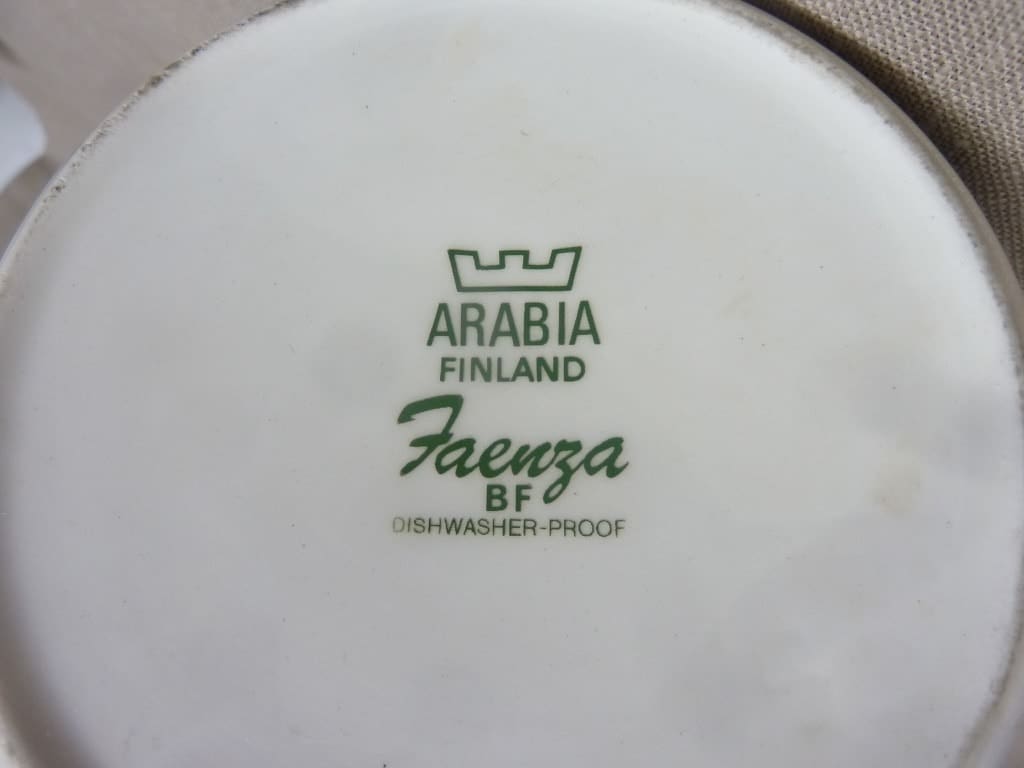 ARABIA
FINLAND
Faenza
BF
DISHWASHER-PROOF